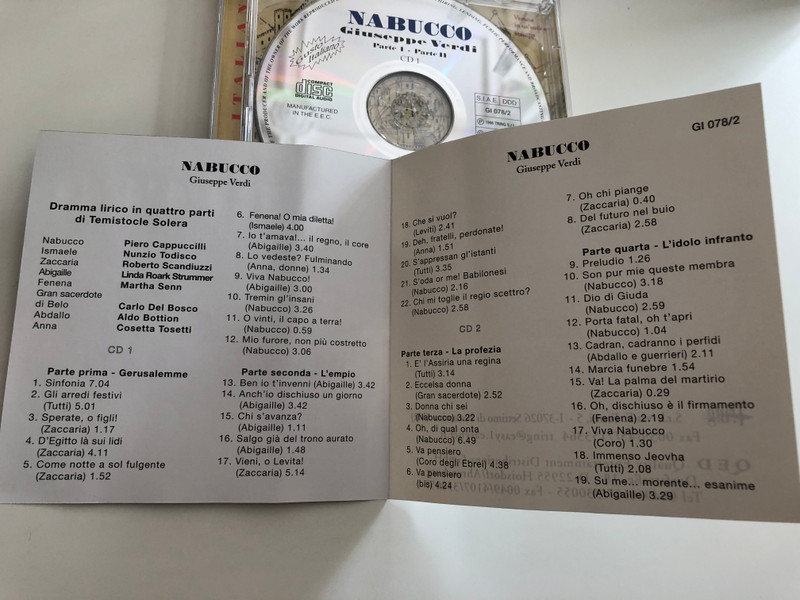 NABUCCO
Giuseppe Verdi
Parte I - Parte II
CD 1
Gusto
Italiano
COMPACT
disc
DIGITAL AUDIO
MANUFACTURED
IN THE E.E.C.
S.I.A.E. DDD
GI 078/2
NABUCCO
Giuseppe Verdi
Dramma lirico in quattro parti
di Temistocle Solera
Nabucco Piero Cappuccilli
Ismaele Nunzio Todisco
Zaccaria Roberto Scandiuzzi
Abigaille Linda Roark Strummer
Fenena Martha Senn
Gran sacerdote
di Belo Carlo Del Bosco
Abdallo Aldo Bottion
Anna Cosetta Tosetti
CD 1
Parte prima - Gerusalemme
1. Sinfonia 7.04
2. Gli arredi festivi
(Tutti) 5.01
3. Sperate, o figli!
(Zaccaria) 1.17
4. D'Egitto là sui lidi
(Zaccaria) 4.11
5. Come notte a sol fulgente
(Zaccaria) 1.52
6. Fenena! O mia diletta!
(Ismaele) 4.00
7. Io t'amava!... il regno, il core
(Abigaille) 3.40
8. Lo vedeste? Fulminando
(Anna, donne) 1.34
9. Viva Nabucco!
(Abigaille) 3.00
10. Tremin gl'insani
(Nabucco) 3.26
11. O vinti, il capo a terra!
(Nabucco) 0.59
12. Mio furore, non più costretto
(Nabucco) 3.06
Parte seconda - L'empio
13. Ben io t'invenni (Abigaille) 3.42
14. Anch'io dischiuso un giorno
(Abigaille) 3.42
15. Chi s'avanza?
(Abigaille) 1.11
16. Salgo già del trono aurato
(Abigaille) 1.48
17. Vieni, o Levita!
(Zaccaria) 5.14
NABUCCO
Giuseppe Verdi
GI 078/2
18. Che si vuol?
(Leviti) 2.41
19. Deh, fratelli, perdonate!
(Anna) 1.51
20. S'appressan gl'istanti
(Tutti) 3.35
21. S'oda or me! Babilonesi
(Nabucco) 2.16
22. Chi mi toglie il regio scettro?
(Nabucco) 2.58
CD 2
Parte terza - La profezia
1. E' l'Assiria una regina
(Tutti) 3.14
2. Eccelsa donna
(Gran sacerdote) 2.52
3. Donna chi sei
(Nabucco) 3.22
4. Oh, di qual onta
(Nabucco) 6.49
5. Va pensiero
(Coro degli Ebrei) 4.38
6. Va pensiero
(bis) 4.24
7. Oh chi piange
(Zaccaria) 0.40
8. Del futuro nel buio
(Zaccaria) 2.58
Parte quarta - L'idolo infranto
9. Preludio 1.26
10. Son pur mie queste membra
(Nabucco) 3.18
11. Dio di Giuda
(Nabucco) 2.59
12. Porta fatal, oh t'apri
(Nabucco) 1.04
13. Cadran, cadranno i perfidi
(Abdallo e guerrieri) 2.11
14. Marcia funebre 1.54
15. Va! La palma del martirio
(Zaccaria) 0.29
16. Oh, dischiuso è il firmamento
(Fenena) 2.19
17. Viva Nabucco
(Coro) 1.30
18. Immenso Jeovha
(Tutti) 2.08
19. Su me... morente... esanime
(Abigaille) 3.29